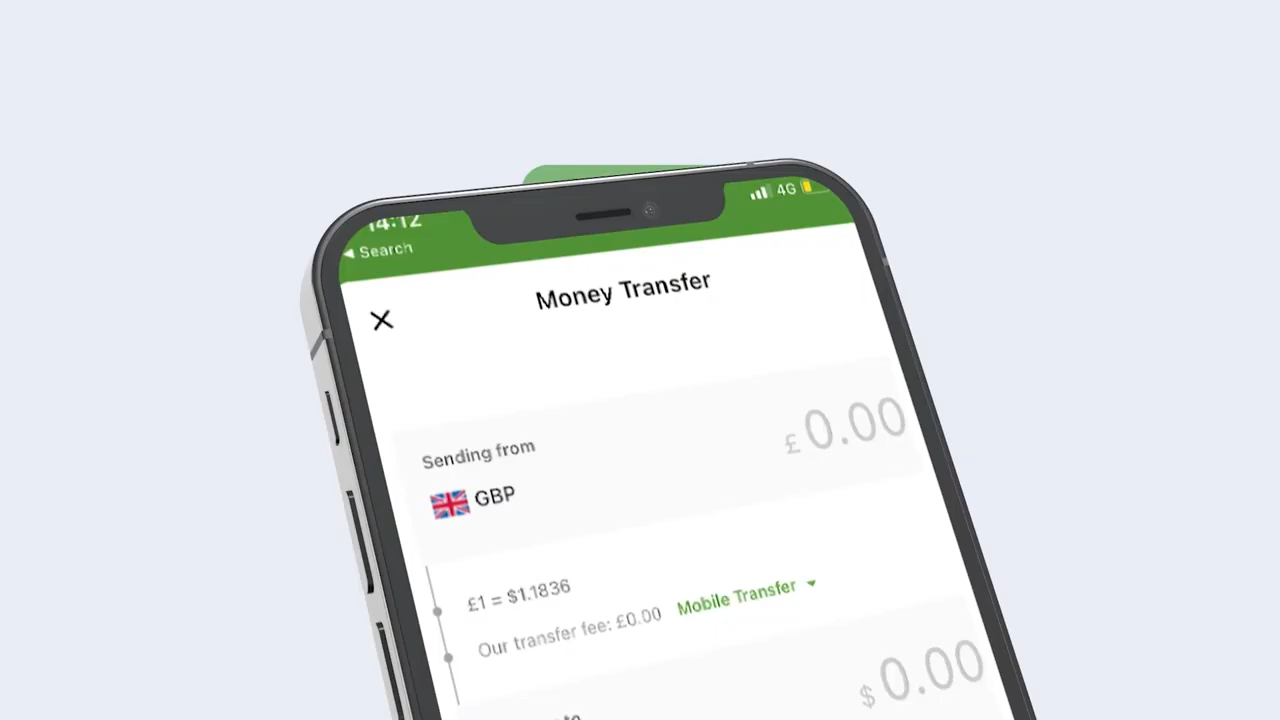 14:12
4G
◀ Search
Money Transfer
Sending from
£0.00
GBP
£1 = $1.1836
Our transfer fee: £0.00 Mobile Transfer
$0.00